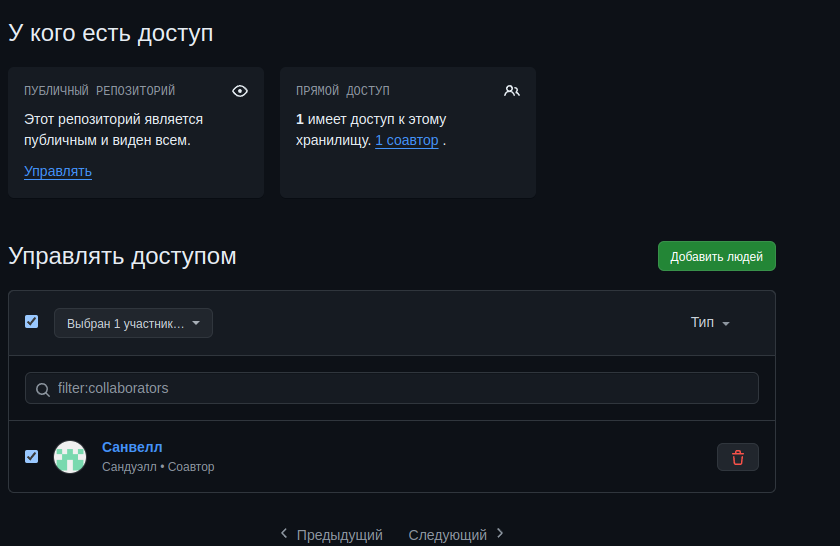 У кого есть доступ
ПУБЛИЧНЫЙ РЕПОЗИТОРИЙ
Этот репозиторий является
публичным и виден всем.
Управлять
ПРЯМОЙ ДОСТУП
1 имеет доступ к этому
хранилищу. 1 соавтор .
Управлять доступом
Добавить людей
Выбран 1 участник…
Тип
filter:collaborators
Санвелл
Сандуэлл • Соавтор
Предыдущий
Следующий